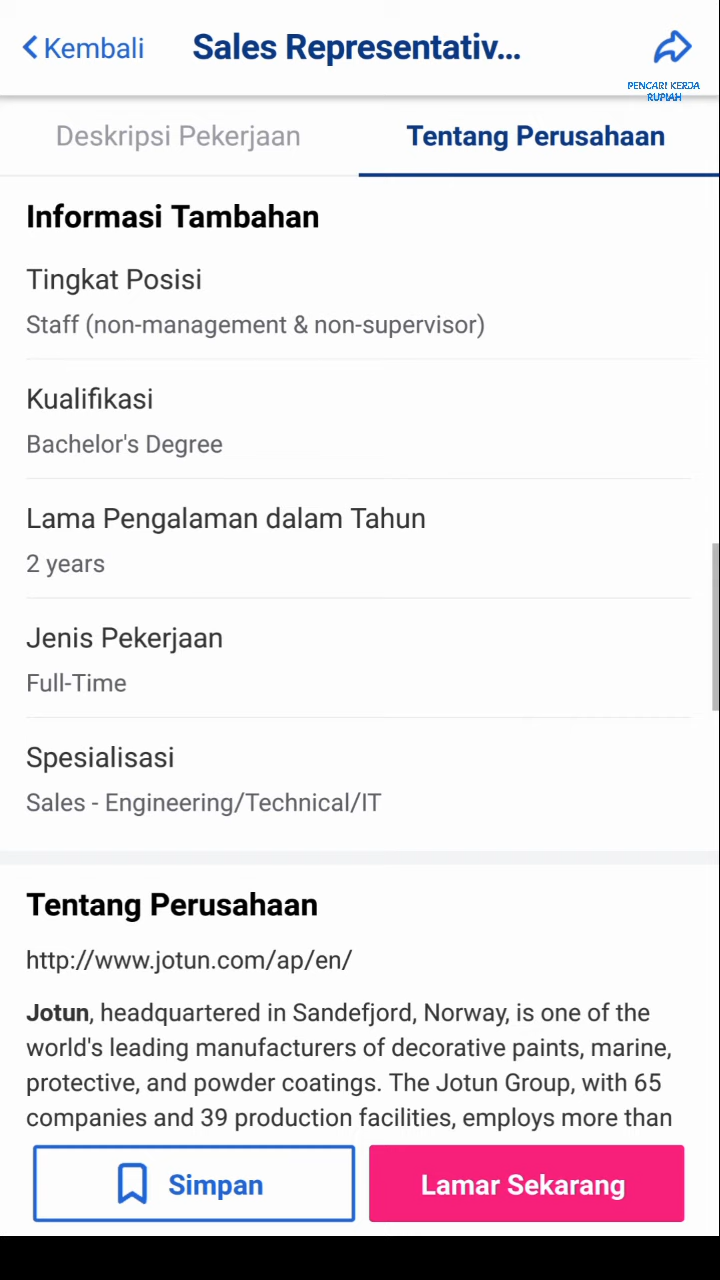 Kembali
Sales Representativ...
PENCARI KERJA
RUPIAH
Deskripsi Pekerjaan
Tentang Perusahaan
Informasi Tambahan
Tingkat Posisi
Staff (non-management & non-supervisor)
Kualifikasi
Bachelor's Degree
Lama Pengalaman dalam Tahun
2 years
Jenis Pekerjaan
Full-Time
Spesialisasi
Sales - Engineering/Technical/IT
Tentang Perusahaan
http://www.jotun.com/ap/en/
Jotun, headquartered in Sandefjord, Norway, is one of the
world's leading manufacturers of decorative paints, marine,
protective, and powder coatings. The Jotun Group, with 65
companies and 39 production facilities, employs more than
Simpan
Lamar Sekarang